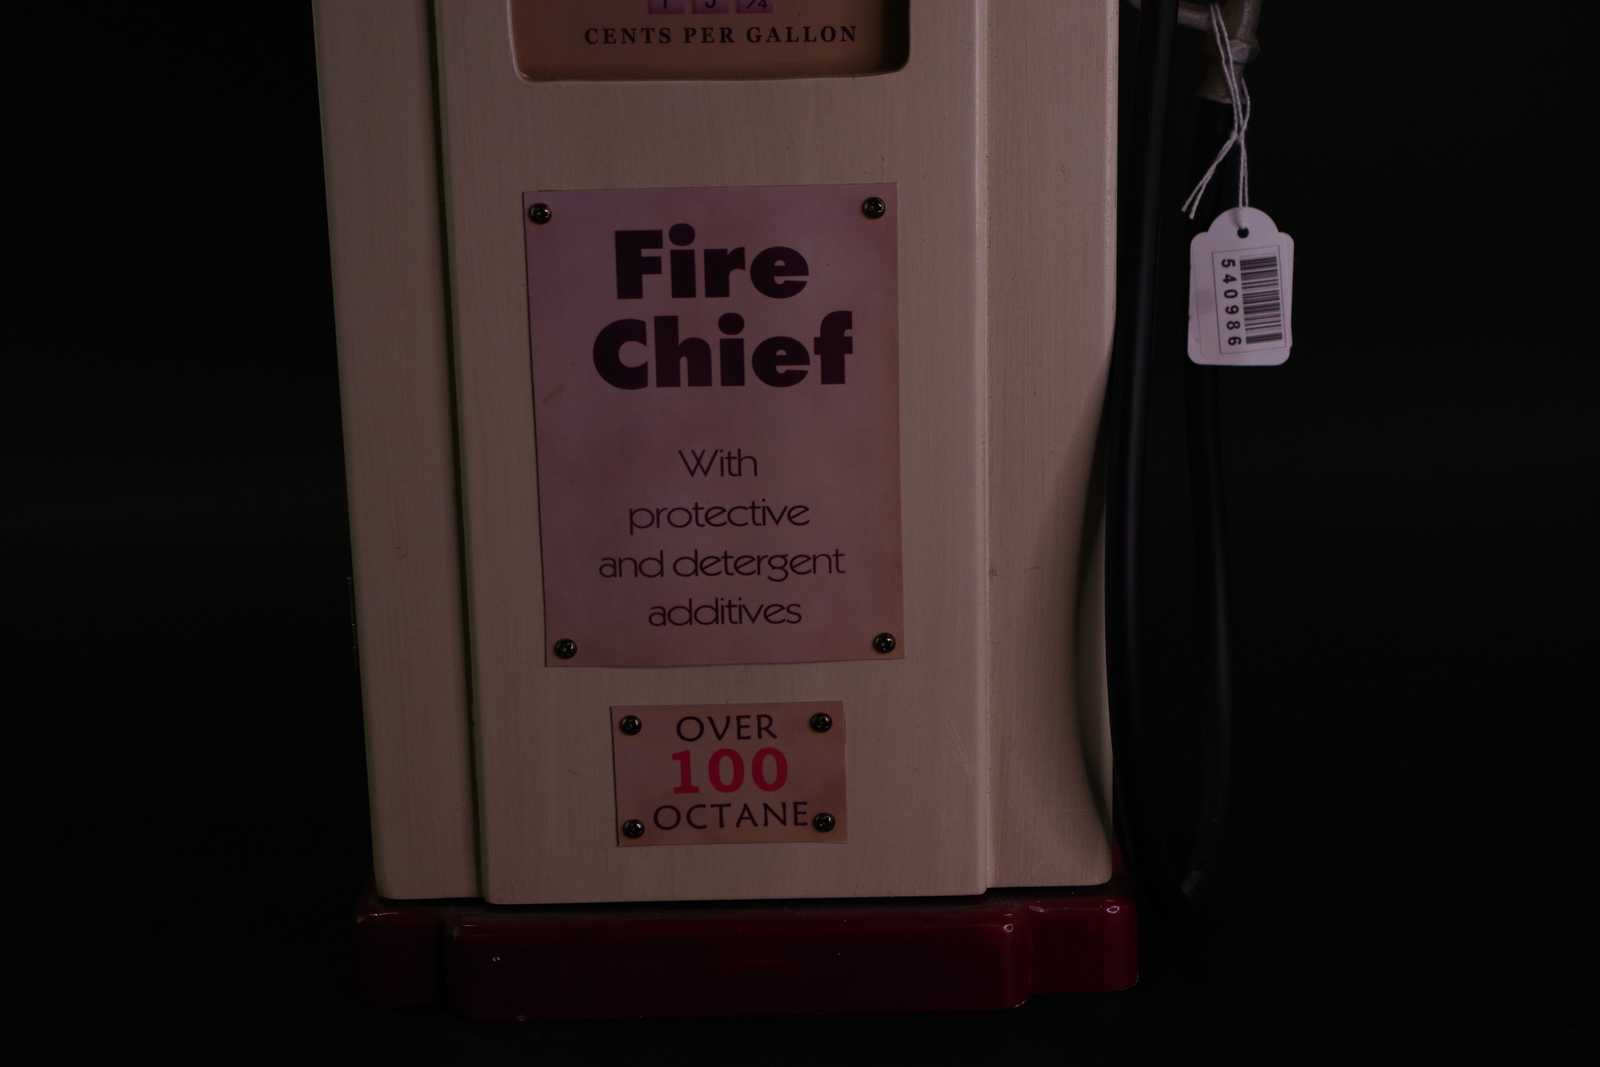 CENTS PER GALLON
Fire
Chief
With
protective
and detergent
additives
OVER
100
OCTANE
540986